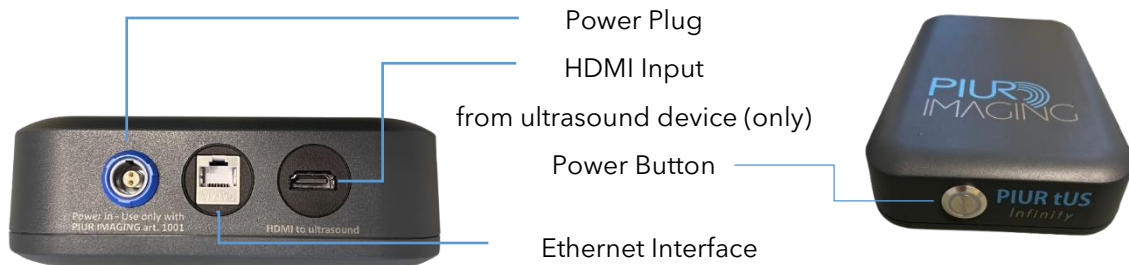 Power Plug
HDMI Input
from ultrasound device (only)
Power Button
Ethernet Interface
Power in - Use only with
PIUR IMAGING art. 1001
HDMI to ultrasound
PIUR
IMAGING
PIUR tUS
Infinity